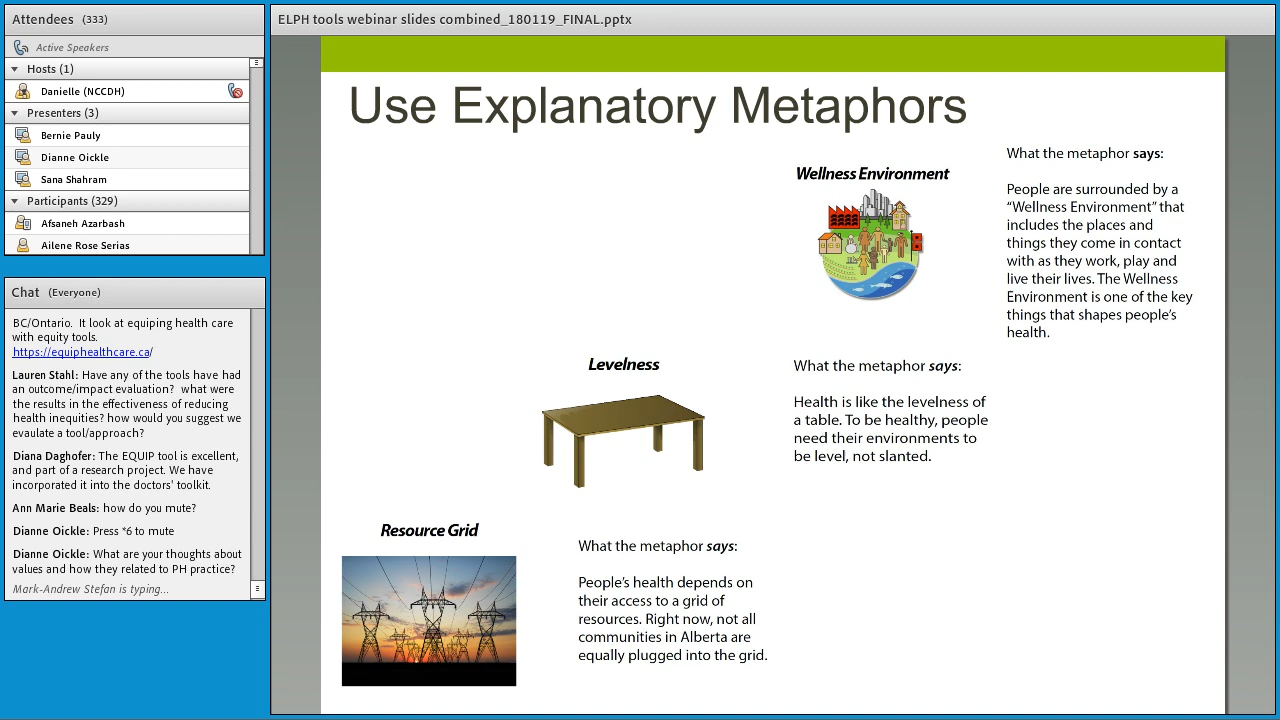 Attendees (333)
Active Speakers
Hosts (1)
Danielle (NCCDH)
Presenters (3)
Bernie Pauly
Dianne Oickle
Sana Shahram
Participants (329)
Afsaneh Azarbash
Ailene Rose Serias
Chat (Everyone)
BC/Ontario. It look at equiping health care
with equity tools.
https://equiphealthcare.ca/
Lauren Stahl: Have any of the tools have had
an outcome/impact evaluation? what were
the results in the effectiveness of reducing
health inequities? how would you suggest we
evaulate a tool/approach?
Diana Daghofer: The EQUIP tool is excellent,
and part of a research project. We have
incorporated it into the doctors' toolkit.
Ann Marie Beals: how do you mute?
Dianne Oickle: Press *6 to mute
Dianne Oickle: What are your thoughts about
values and how they related to PH practice?
Mark-Andrew Stefan is typing...
ELPH tools webinar slides combined_180119_FINAL.pptx
Use Explanatory Metaphors
Wellness Environment
What the metaphor says:
People are surrounded by a
“Wellness Environment” that
includes the places and
things they come in contact
with as they work, play and
live their lives. The Wellness
Environment is one of the key
things that shapes people’s
health.
Levelness
What the metaphor says:
Health is like the levelness of
a table. To be healthy, people
need their environments to
be level, not slanted.
Resource Grid
What the metaphor says:
People’s health depends on
their access to a grid of
resources. Right now, not all
communities in Alberta are
equally plugged into the grid.